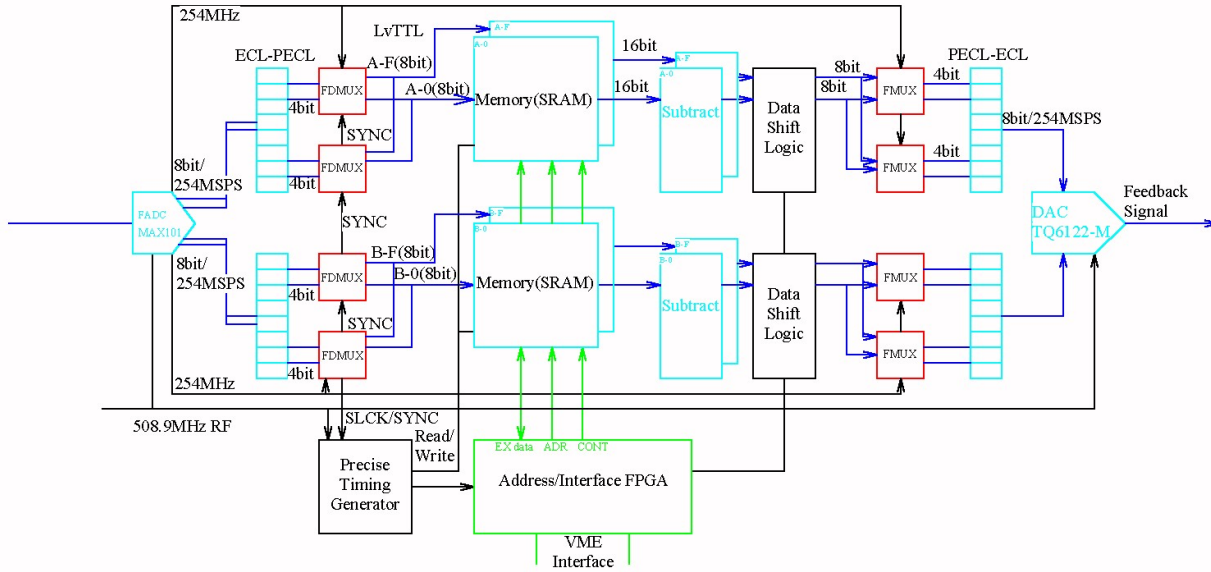 254MHz
LvTTL
ECL-PECL
A-F(8bit)
A-F
A-0
16bit
A-0
8bit
PECL-ECL
FDMUX
4bit
A-0(8bit)
Memory(SRAM)
16bit
Subtract
Data
Shift
Logic
8bit
FMUX
4bit
SYNC
8bit/254MSPS
8bit/
254MSPS
4bit
FDMUX
FMUX
4bit
FADC
MAX101
SYNC
B-F(8bit)
B-F
B-0
DAC
TQ6122-M
Feedback
Signal
8bit/
254MSPS
FDMUX
4bit
B-0(8bit)
Memory(SRAM)
B-F
B-0
Subtract
Data
Shift
Logic
FMUX
SYNC
FDMUX
4bit
FMUX
254MHz
508.9MHz RF
SLCK/SYNC
Read/
Write
EX data
ADR
CONT
Precise
Timing
Generator
Address/Interface FPGA
VME
Interface